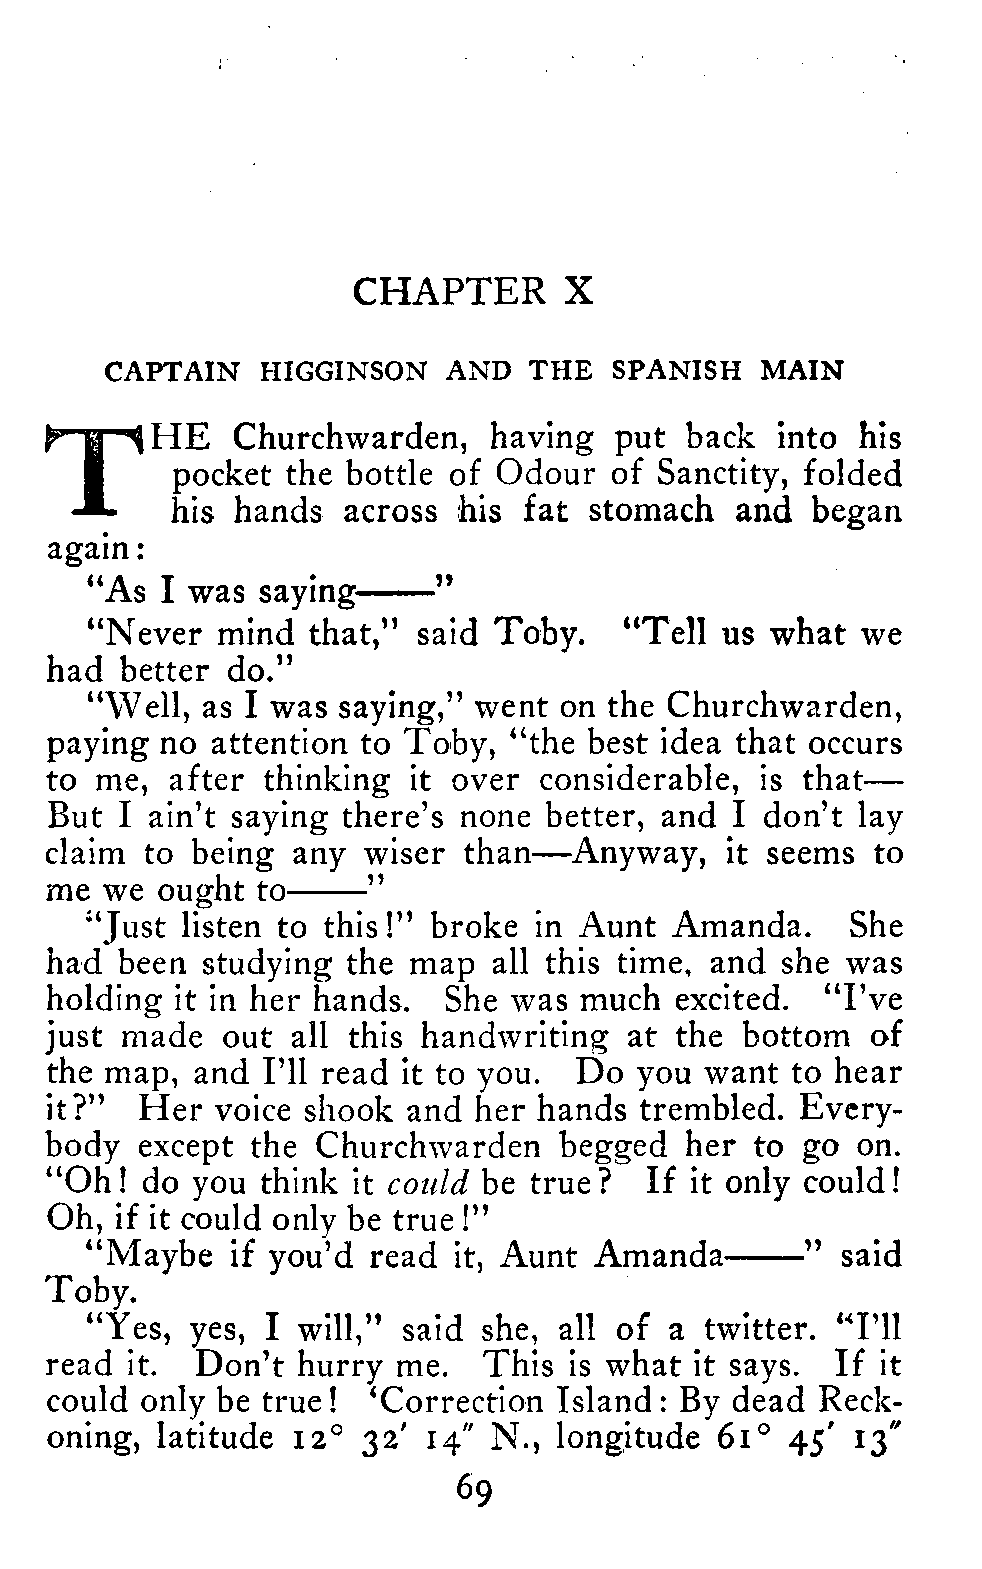 CHAPTER X
CAPTAIN HIGGINSON AND THE SPANISH MAIN
THE Churchwarden, having put back into his
pocket the bottle of Odour of Sanctity, folded
his hands across his fat stomach and began
again:
"As I was saying——"
"Never mind that," said Toby. "Tell us what we
had better do."
"Well, as I was saying," went on the Churchwarden,
paying no attention to Toby, "the best idea that occurs
to me, after thinking it over considerable, is that—
But I ain't saying there's none better, and I don't lay
claim to being any wiser than—Anyway, it seems to
me we ought to——"
"Just listen to this!" broke in Aunt Amanda. She
had been studying the map all this time, and she was
holding it in her hands. She was much excited. "I've
just made out all this handwriting at the bottom of
the map, and I'll read it to you. Do you want to hear
it?" Her voice shook and her hands trembled. Every-
body except the Churchwarden begged her to go on.
"Oh! do you think it could be true? If it only could!
Oh, if it could only be true!"
"Maybe if you'd read it, Aunt Amanda——" said
Toby.
"Yes, yes, I will," said she, all of a twitter. "I'll
read it. Don't hurry me. This is what it says. If it
could only be true! 'Correction Island: By dead Reck-
oning, latitude 12° 32' 14" N., longitude 61° 45' 13"
69